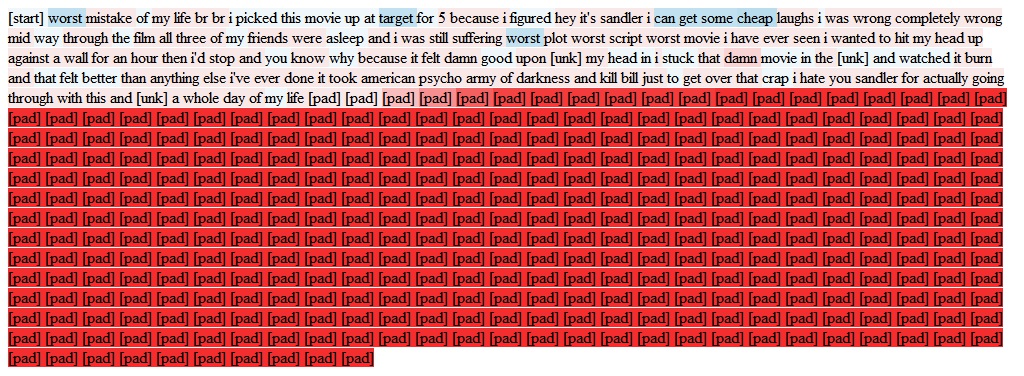 [start] worst mistake of my life br br i picked this movie up at target for 5 because i figured hey it's sandler i can get some cheap laughs i was wrong completely wrong
mid way through the film all three of my friends were asleep and i was still suffering worst plot worst script worst movie i have ever seen i wanted to hit my head up
against a wall for an hour then i'd stop and you know why because it felt damn good upon [unk] my head in i stuck that damn movie in the [unk] and watched it burn
and that felt better than anything else i've ever done it took american psycho army of darkness and kill bill just to get over that crap i hate you sandler for actually going
through with this and [unk] a whole day of my life [pad] [pad] [pad] [pad] [pad] [pad] [pad] [pad] [pad] [pad] [pad] [pad] [pad] [pad] [pad] [pad] [pad] [pad] [pad]
[pad] [pad] [pad] [pad] [pad] [pad] [pad] [pad] [pad] [pad] [pad] [pad] [pad] [pad] [pad] [pad] [pad] [pad] [pad] [pad] [pad] [pad] [pad] [pad] [pad] [pad] [pad]
[pad] [pad] [pad] [pad] [pad] [pad] [pad] [pad] [pad] [pad] [pad] [pad] [pad] [pad] [pad] [pad] [pad] [pad] [pad] [pad] [pad] [pad] [pad] [pad] [pad] [pad] [pad]
[pad] [pad] [pad] [pad] [pad] [pad] [pad] [pad] [pad] [pad] [pad] [pad] [pad] [pad] [pad] [pad] [pad] [pad] [pad] [pad] [pad] [pad] [pad] [pad] [pad] [pad] [pad]
[pad] [pad] [pad] [pad] [pad] [pad] [pad] [pad] [pad] [pad] [pad] [pad] [pad] [pad] [pad] [pad] [pad] [pad] [pad] [pad] [pad] [pad] [pad] [pad] [pad] [pad] [pad]
[pad] [pad] [pad] [pad] [pad] [pad] [pad] [pad] [pad] [pad] [pad] [pad] [pad] [pad] [pad] [pad] [pad] [pad] [pad] [pad] [pad] [pad] [pad] [pad] [pad] [pad] [pad]
[pad] [pad] [pad] [pad] [pad] [pad] [pad] [pad] [pad] [pad] [pad] [pad] [pad] [pad] [pad] [pad] [pad] [pad] [pad] [pad] [pad] [pad] [pad] [pad] [pad] [pad] [pad]
[pad] [pad] [pad] [pad] [pad] [pad] [pad] [pad] [pad] [pad] [pad] [pad] [pad] [pad] [pad] [pad] [pad] [pad] [pad] [pad] [pad] [pad] [pad] [pad] [pad] [pad] [pad]
[pad] [pad] [pad] [pad] [pad] [pad] [pad] [pad] [pad] [pad] [pad] [pad] [pad] [pad] [pad] [pad] [pad] [pad] [pad] [pad] [pad] [pad] [pad] [pad] [pad] [pad] [pad]
[pad] [pad] [pad] [pad] [pad] [pad] [pad] [pad] [pad] [pad] [pad] [pad] [pad] [pad] [pad] [pad] [pad] [pad] [pad] [pad] [pad] [pad] [pad] [pad] [pad] [pad] [pad]
[pad] [pad] [pad] [pad] [pad] [pad] [pad] [pad] [pad] [pad] [pad] [pad] [pad] [pad] [pad] [pad] [pad] [pad] [pad] [pad] [pad] [pad] [pad] [pad] [pad] [pad] [pad]
[pad] [pad] [pad] [pad] [pad] [pad] [pad] [pad] [pad] [pad] [pad] [pad] [pad] [pad] [pad] [pad] [pad] [pad] [pad] [pad] [pad] [pad] [pad] [pad] [pad] [pad] [pad]
[pad] [pad] [pad] [pad] [pad] [pad] [pad] [pad] [pad] [pad] [pad] [pad] [pad] [pad] [pad] [pad] [pad] [pad] [pad] [pad] [pad] [pad] [pad] [pad] [pad] [pad] [pad]
[pad] [pad] [pad] [pad] [pad] [pad] [pad] [pad] [pad] [pad]